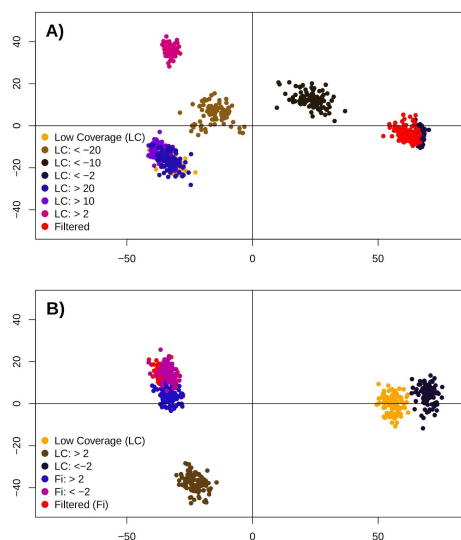 A)
40
20
0
−20
−40
Low Coverage (LC)
LC: < −20
LC: < −10
LC: < −2
LC: > 20
LC: > 10
LC: > 2
Filtered
−50 0 50
B)
40
20
0
−20
−40
Low Coverage (LC)
LC: > 2
LC: <−2
Fi: > 2
Fi: < −2
Filtered (Fi)
−50 0 50